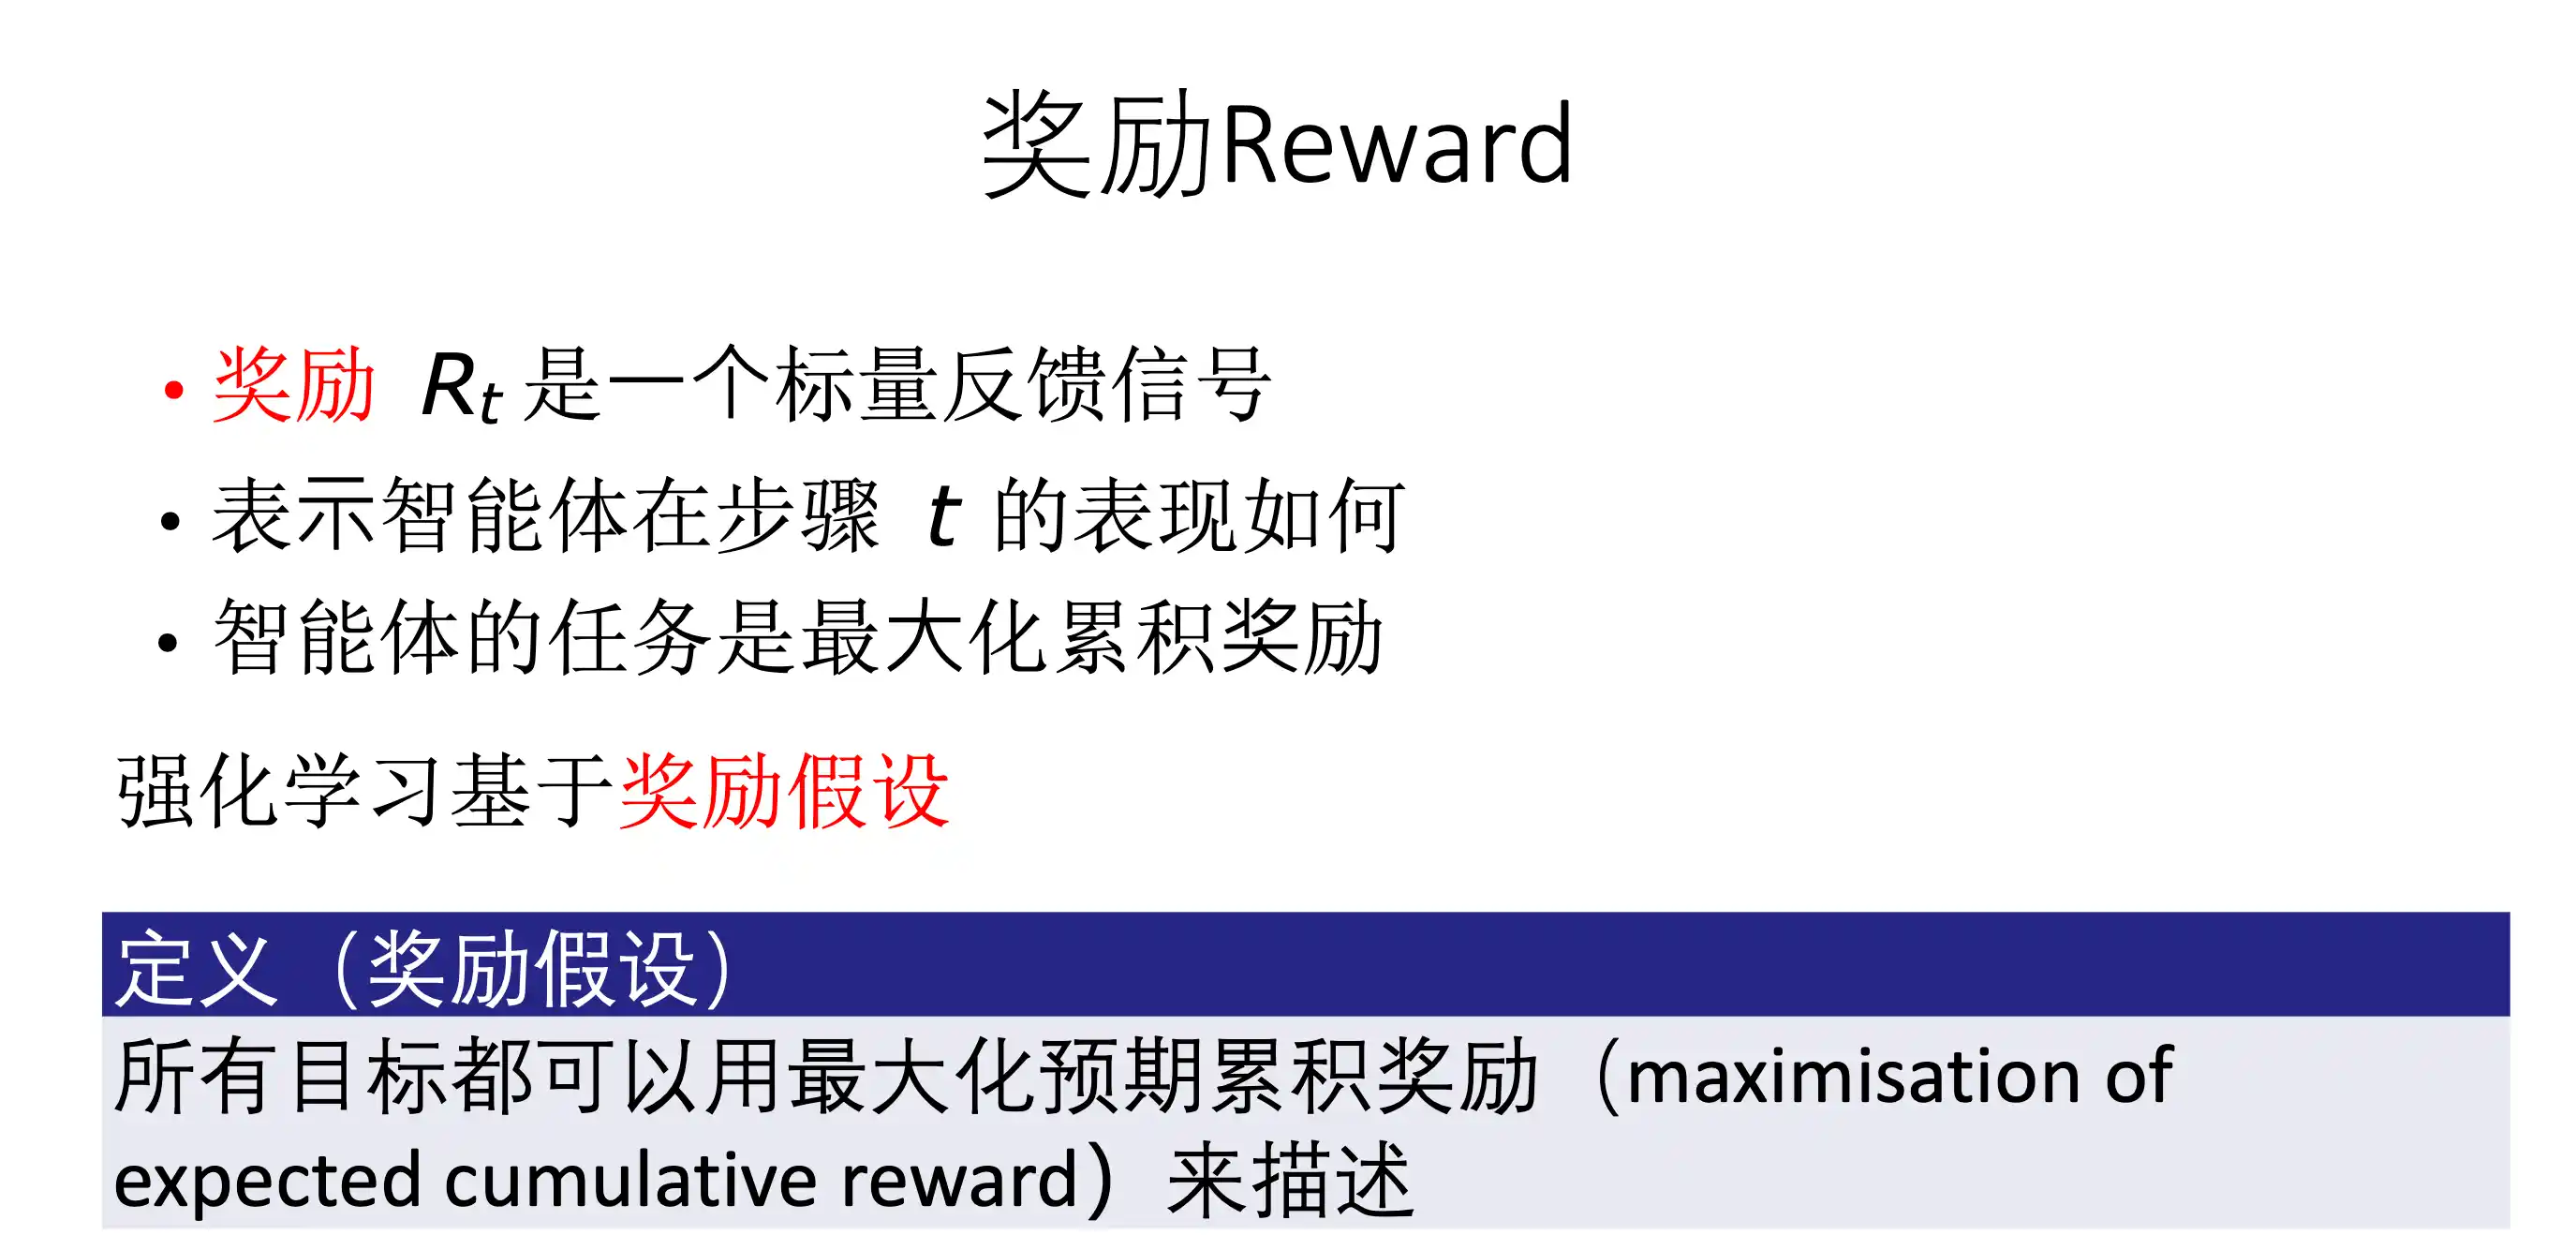 奖励Reward
• 奖励 Rt 是一个标量反馈信号
• 表示智能体在步骤 t 的表现如何
• 智能体的任务是最大化累积奖励
强化学习基于奖励假设
定义（奖励假设）
所有目标都可以用最大化预期累积奖励（maximisation of
expected cumulative reward）来描述